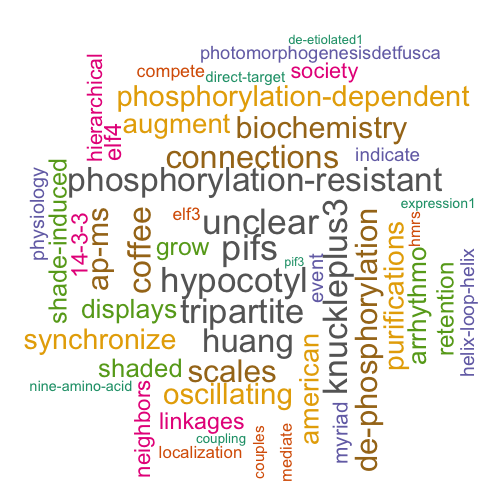 de-etiolated1
photomorphogenesisdetfusca
compete
society
direct-target
hierarchical
phosphorylation-dependent
elf4
augment
biochemistry
connections
indicate
physiology
shade-induced
phosphorylation-resistant
14-3-3
ap-ms
coffee
elf3
unclear
knuckleplus3
de-phosphorylation
expression1
hmrs
grow
pifs
pif3
event
purifications
arrhythmo
retention
helix-loop-helix
hypocotyl
displays
tripartite
synchronize
huang
american
shaded
scales
nine-amino-acid
neighbors
oscillating
linkages
myriad
coupling
localization
couples
mediate